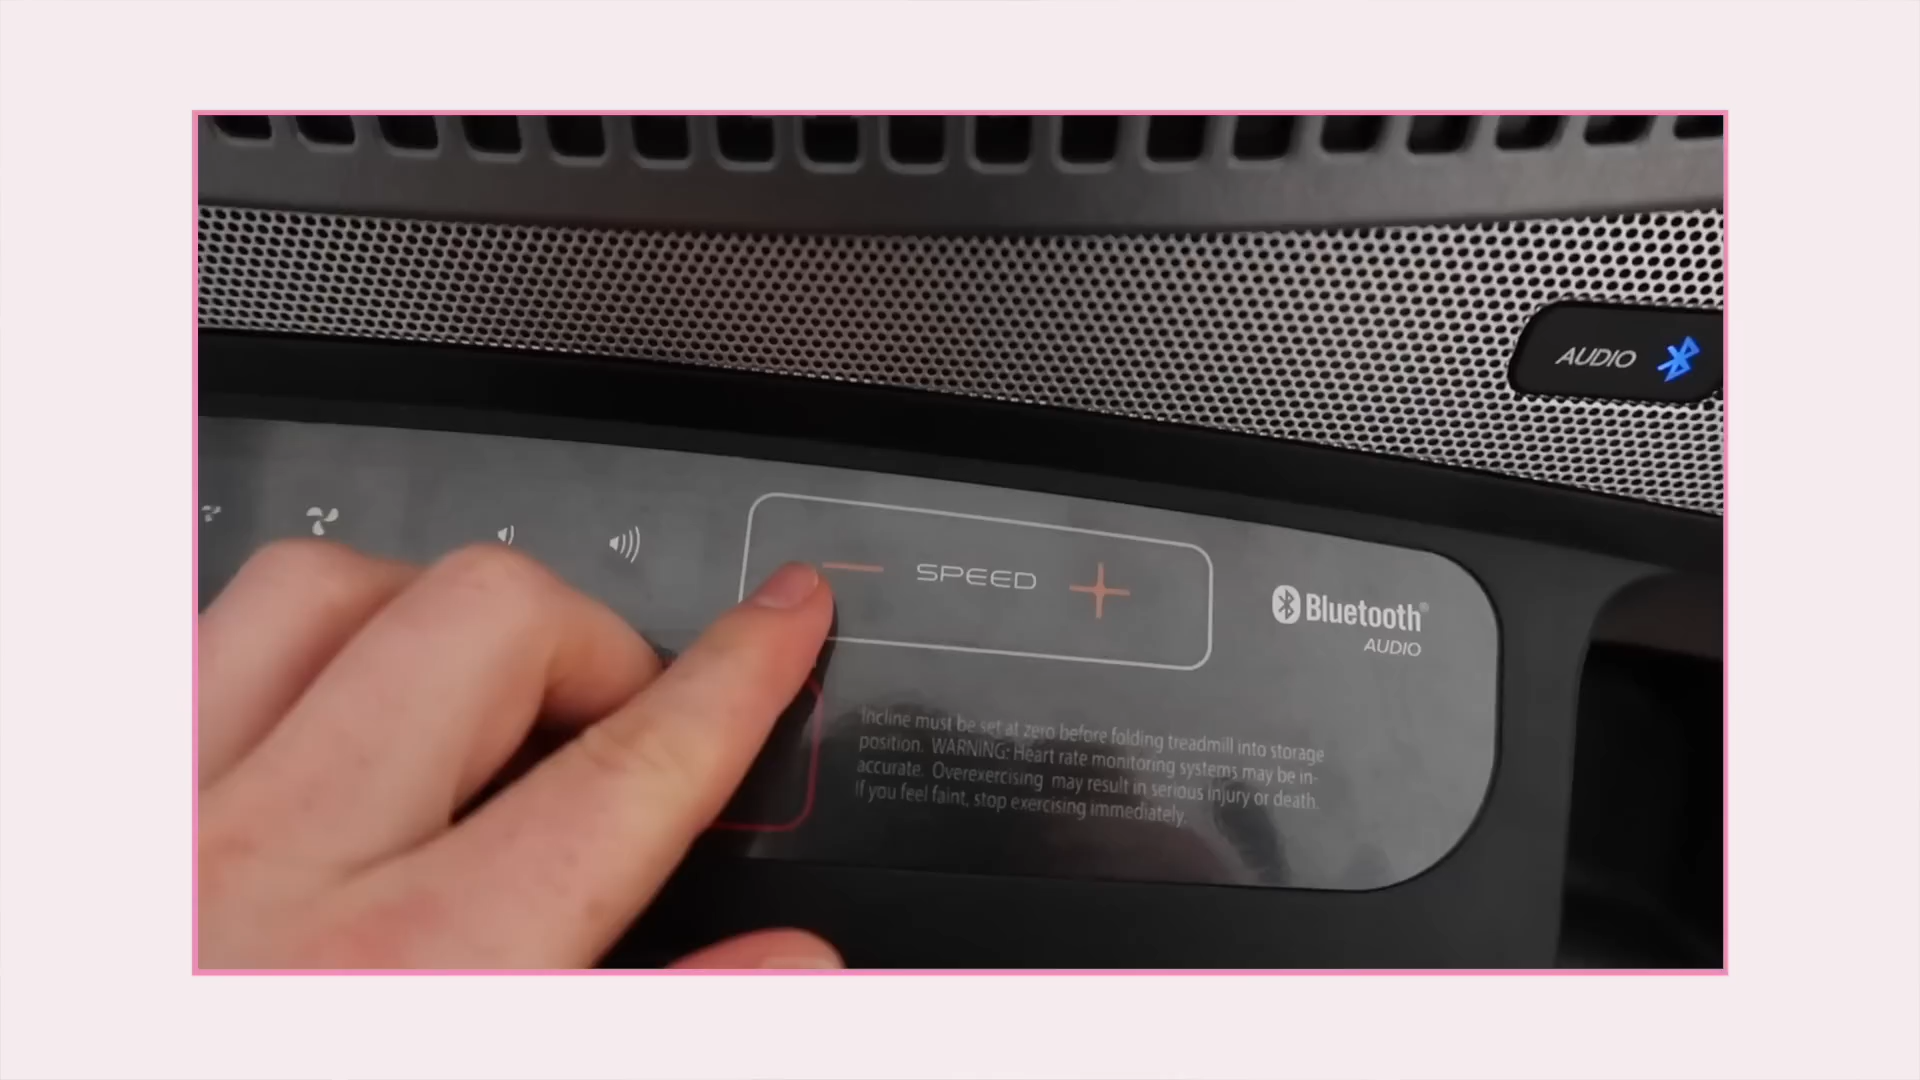 AUDIO
SPEED
Bluetooth®
AUDIO
Incline must be set at zero before folding treadmill into storage
position. WARNING: Heart rate monitoring systems may be in-
accurate. Overexercising may result in serious injury or death.
If you feel faint, stop exercising immediately.